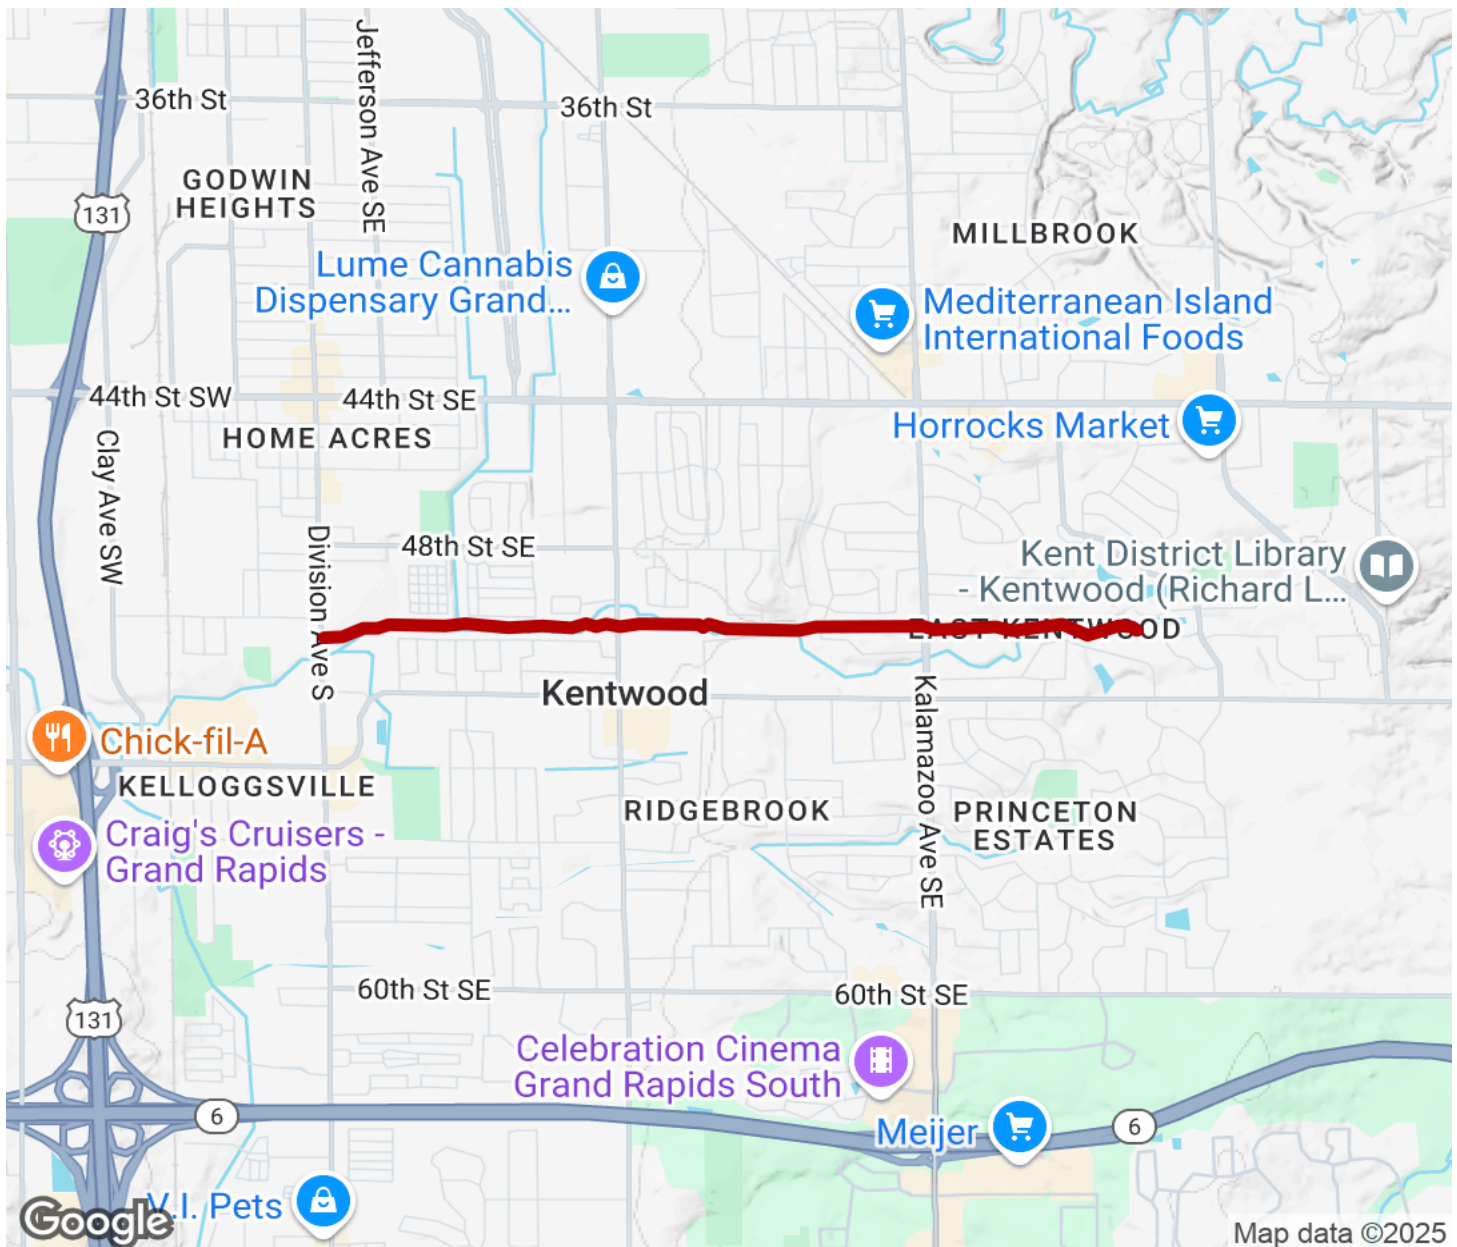 Jefferson Ave SE
36th St
36th St
GODWIN
HEIGHTS
131
MILLBROOK
Lume Cannabis
Dispensary Grand...
Mediterranean Island
International Foods
44th St SW
44th St SE
Horrocks Market
HOME ACRES
Clay Ave SW
Division Ave S
48th St SE
Kent District Library
- Kentwood (Richard L...
EAST KENTWOOD
Kentwood
Kalamazoo Ave SE
Chick-fil-A
KELLOGGSVILLE
RIDGEBROOK
PRINCETON
ESTATES
Craig's Cruisers -
Grand Rapids
60th St SE
60th St SE
131
Celebration Cinema
Grand Rapids South
6
Meijer
6
V.I. Pets
Google
Map data ©2025